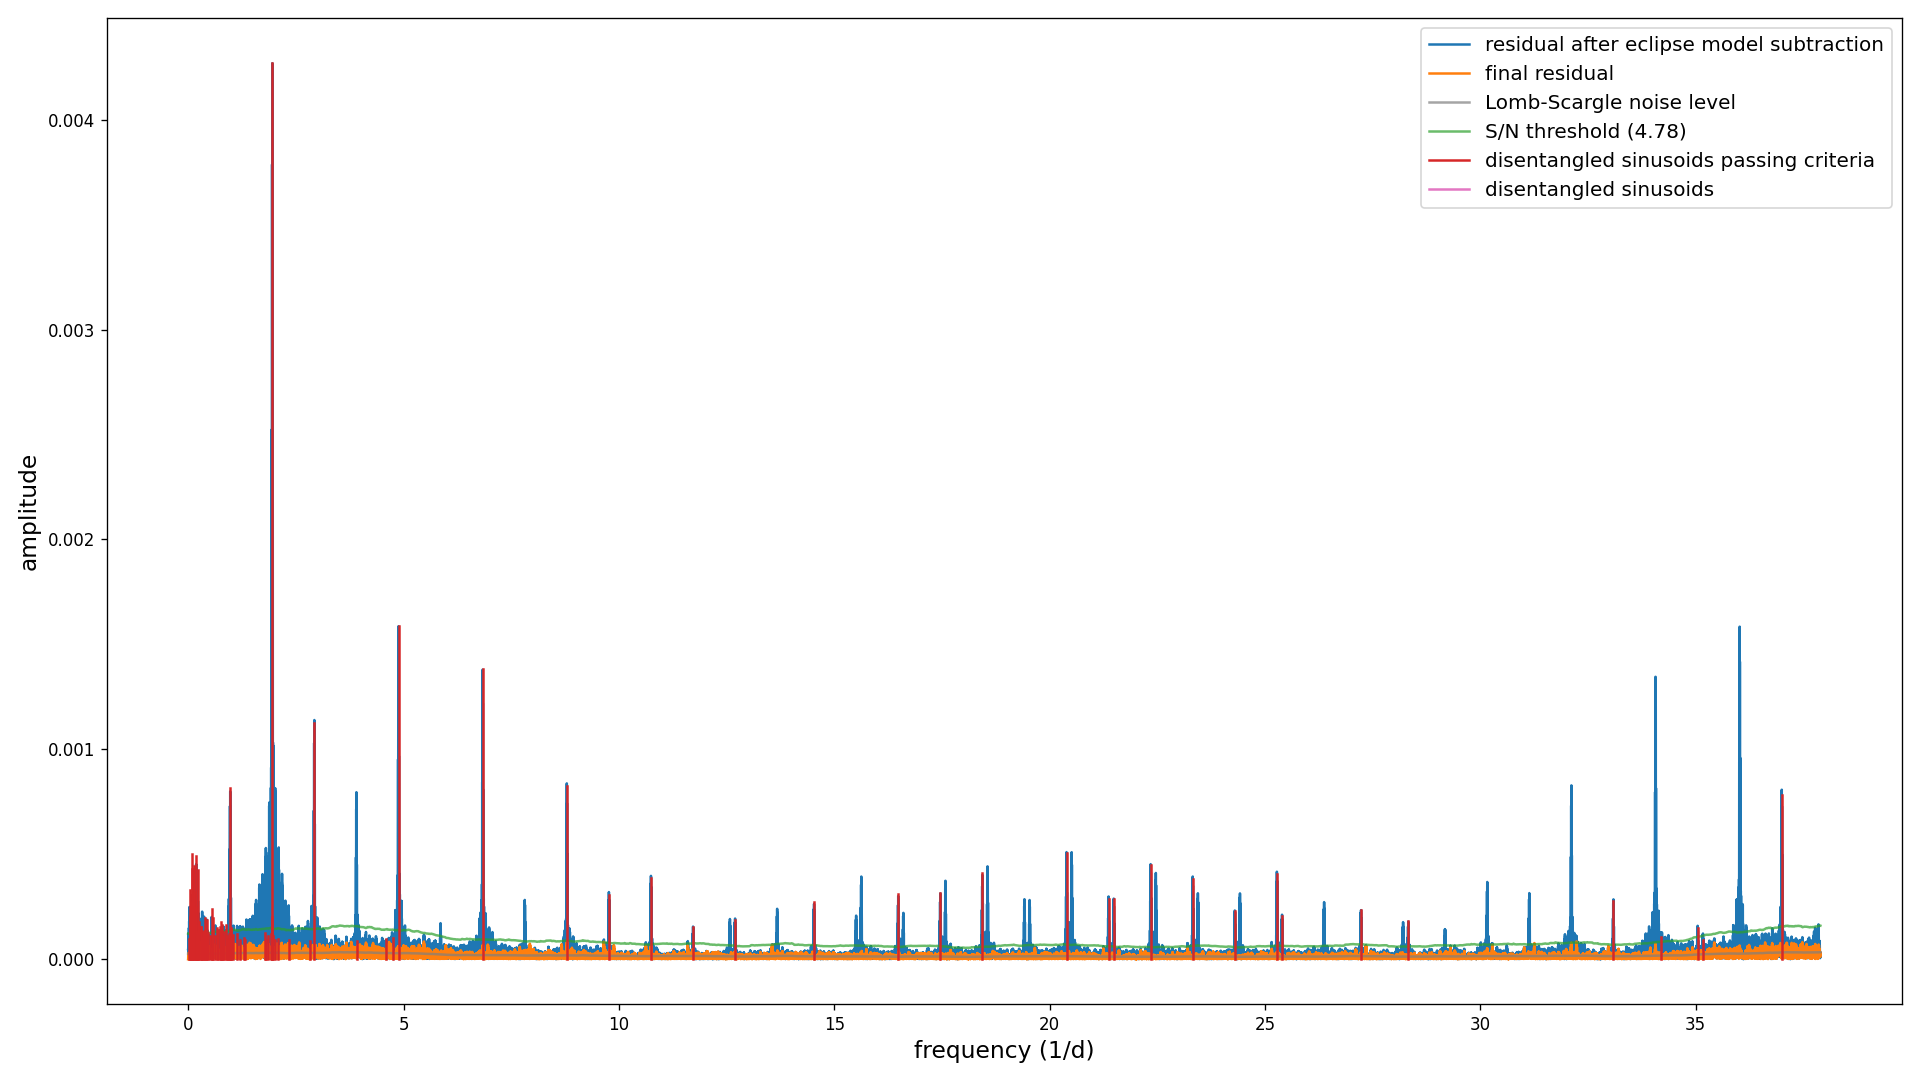 residual after eclipse model subtraction
final residual
Lomb-Scargle noise level
S/N threshold (4.78)
disentangled sinusoids passing criteria
disentangled sinusoids
amplitude
0.004
0.003
0.002
0.001
0.000
0 5 10 15 20 25 30 35
frequency (1/d)